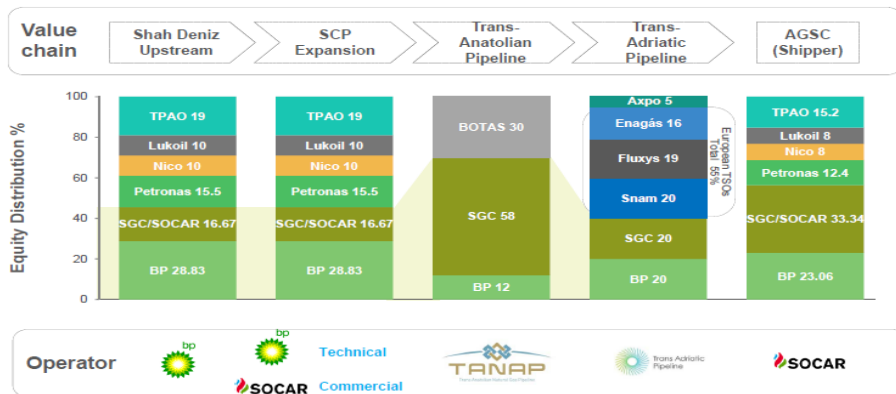 Value chain
Shah Deniz Upstream
SCP Expansion
Trans-Anatolian Pipeline
Trans-Adriatic Pipeline
AGSC (Shipper)
Equity Distribution %
100
80
60
40
20
0
TPAO 19
Lukoil 10
Nico 10
Petronas 15.5
SGC/SOCAR 16.67
BP 28.83
TPAO 19
Lukoil 10
Nico 10
Petronas 15.5
SGC/SOCAR 16.67
BP 28.83
BOTAS 30
SGC 58
BP 12
Axpo 5
Enagás 16
Fluxys 19
Snam 20
SGC 20
BP 20
European TSOs
Total 55%
TPAO 15.2
Lukoil 8
Nico 8
Petronas 12.4
SGC/SOCAR 33.34
BP 23.06
Operator
bp
bp
Technical
SOCAR
Commercial
TANAP
Trans Adriatic
Pipeline
SOCAR